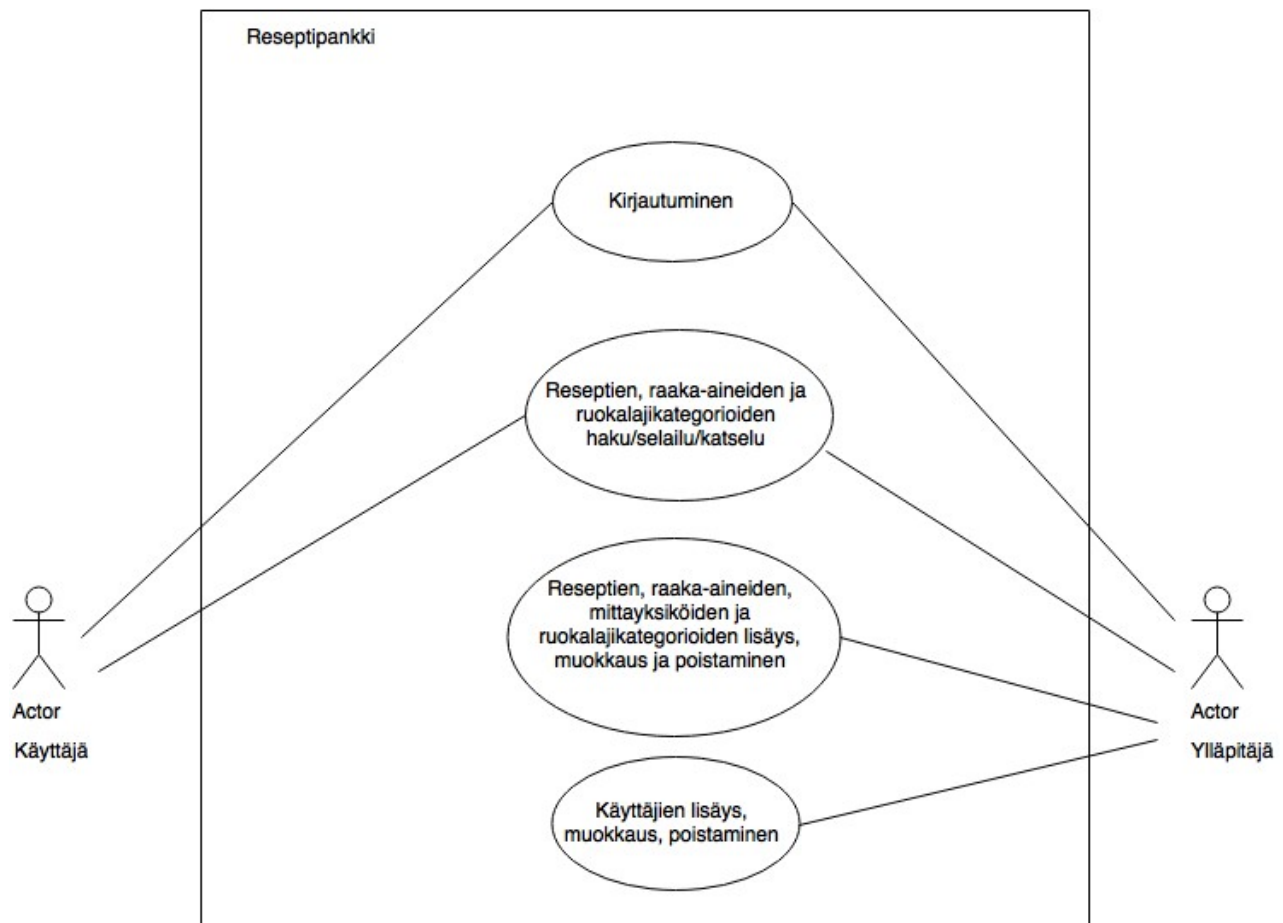 Reseptipankki
Kirjautuminen
Reseptien, raaka-aineiden ja
ruokalajikategorioiden
haku/selailu/katselu
Reseptien, raaka-aineiden,
mittayksiköiden ja
ruokalajikategorioiden lisäys,
muokkaus ja poistaminen
Käyttäjien lisäys,
muokkaus, poistaminen
Actor
Käyttäjä
Actor
Ylläpitäjä